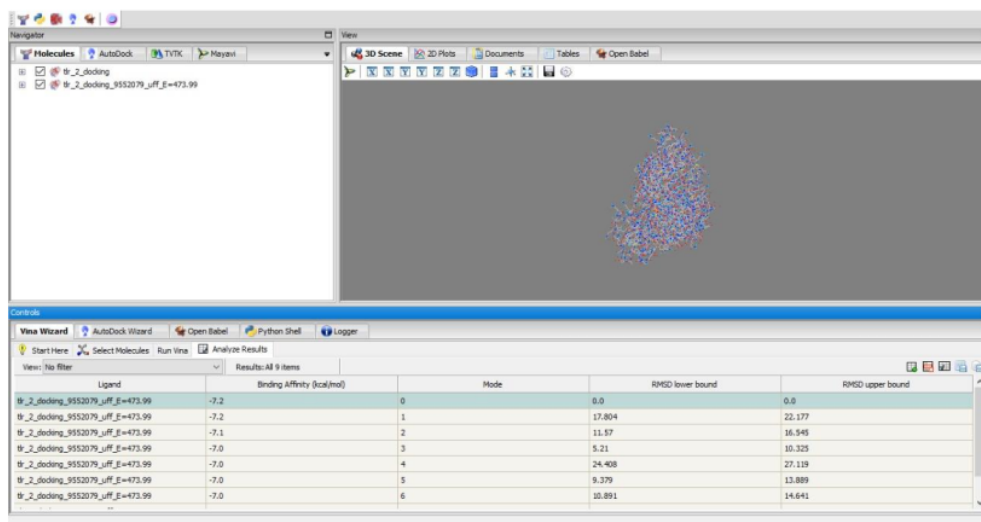 Navigator
View
Molecules AutoDock TVTK Mayavi
3D Scene 2D Plots Documents Tables Open Babel
tlr_2_docking
tlr_2_docking_9552079_uff_E=473.99
X X Y Y Z Z
Controls
Vina Wizard AutoDock Wizard Open Babel Python Shell Logger
Start Here Select Molecules Run Vina Analyze Results
View: No filter Results: All 9 items
Ligand Binding Affinity (kcal/mol) Mode RMSD lower bound RMSD upper bound
tlr_2_docking_9552079_uff_E=473.99 -7.2 0 0.0 0.0
tlr_2_docking_9552079_uff_E=473.99 -7.2 1 17.804 22.177
tlr_2_docking_9552079_uff_E=473.99 -7.1 2 11.57 16.545
tlr_2_docking_9552079_uff_E=473.99 -7.0 3 5.21 10.325
tlr_2_docking_9552079_uff_E=473.99 -7.0 4 24.408 27.119
tlr_2_docking_9552079_uff_E=473.99 -7.0 5 9.379 13.889
tlr_2_docking_9552079_uff_E=473.99 -7.0 6 10.891 14.641